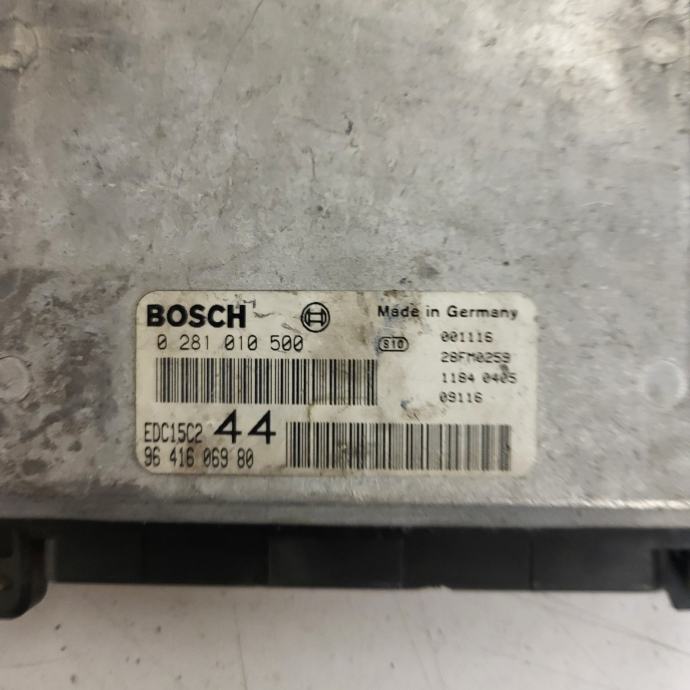 BOSCH
Made in Germany
0 281 010 500
S10
001116
28FM0259
1184 0405
09116
EDC15C2 44
96 416 069 80